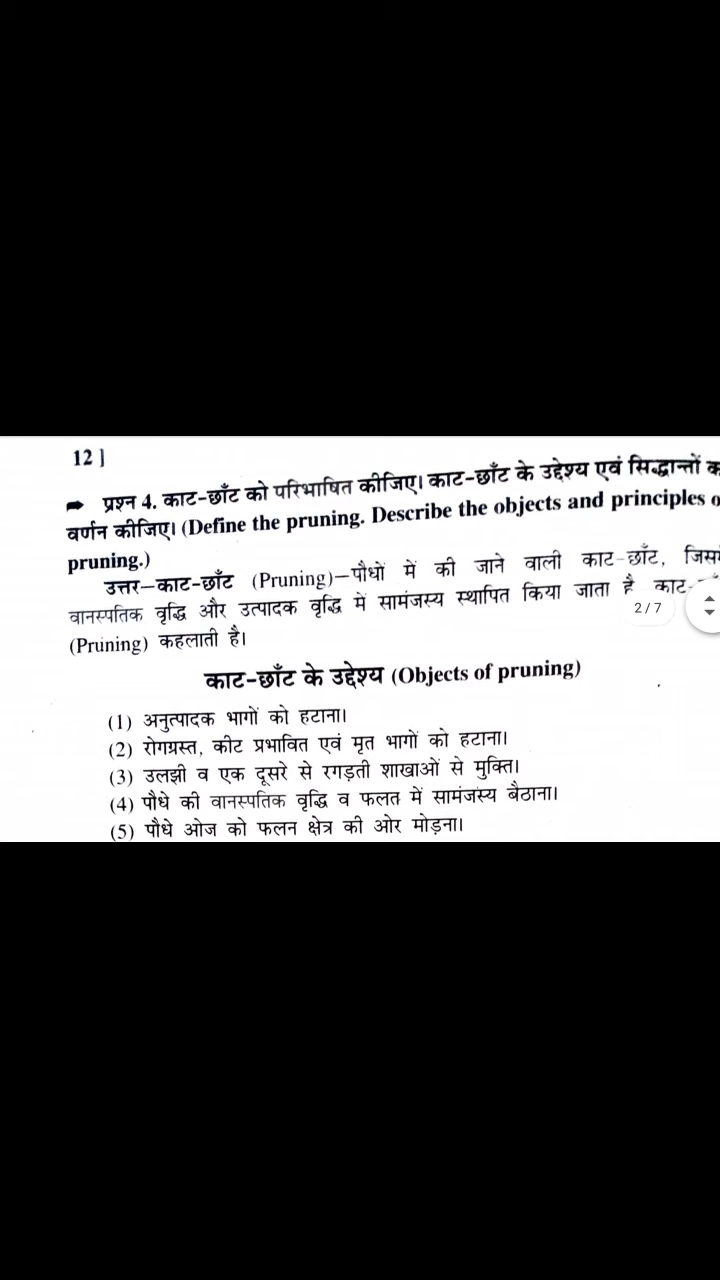 12 ]
➡ प्रश्न 4. काट-छाँट को परिभाषित कीजिए। काट-छाँट के उद्देश्य एवं सिद्धान्तों
वर्णन कीजिए। (Define the pruning. Describe the objects and principles
pruning.)
उत्तर–काट-छाँट (Pruning)–पौधों में की जाने वाली काट-छाँट,
वानस्पतिक वृद्धि और उत्पादक वृद्धि में सामंजस्य स्थापित किया जाता है काट-
2/7
(Pruning) कहलाती है।
काट-छाँट के उद्देश्य (Objects of pruning)
(1) अनुत्पादक भागों को हटाना।
(2) रोगग्रस्त, कीट प्रभावित एवं मृत भागों को हटाना।
(3) उलझी व एक दूसरे से रगड़ती शाखाओं से मुक्ति।
(4) पौधे की वानस्पतिक वृद्धि व फलत में सामंजस्य बैठाना।
(5) पौधे ओज को फलन क्षेत्र की ओर मोड़ना।